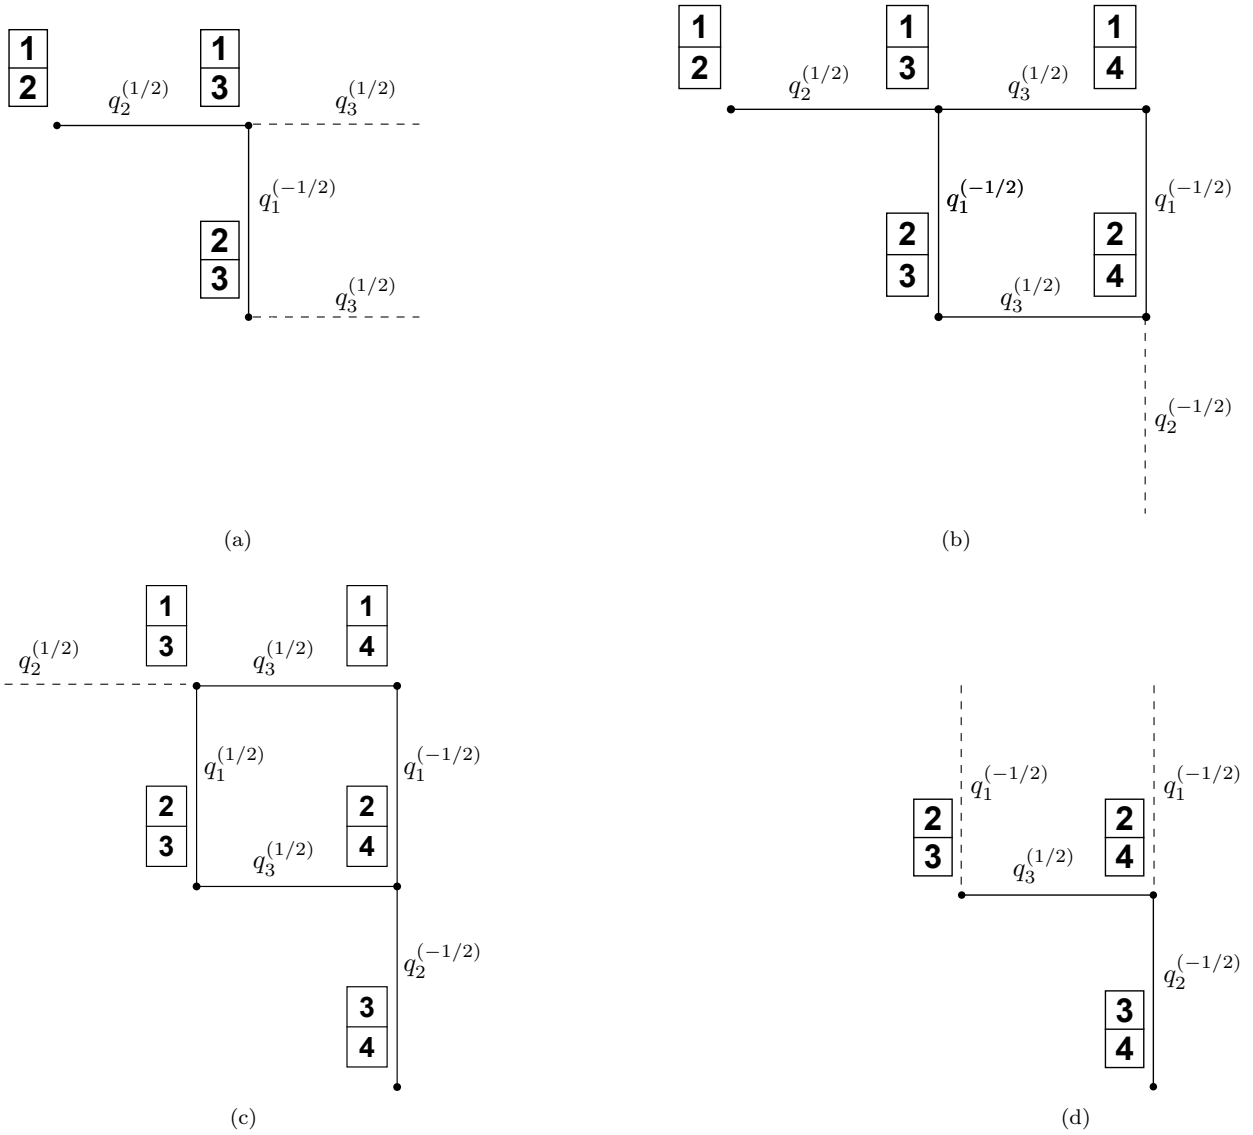 1 1
2 3
q_2^{(1/2)} q_3^{(1/2)}
q_1^{(-1/2)}
2
3
q_3^{(1/2)}
(a)
1 1 1
2 3 4
q_2^{(1/2)} q_3^{(1/2)}
q_1^{(-1/2)} q_1^{(-1/2)}
2 2
3 4
q_3^{(1/2)}
q_2^{(-1/2)}
(b)
1 1
3 4
q_2^{(1/2)} q_3^{(1/2)}
q_1^{(1/2)} q_1^{(-1/2)}
2 2
3 4
q_3^{(1/2)}
q_2^{(-1/2)}
3
4
(c)
q_1^{(-1/2)} q_1^{(-1/2)}
2 2
3 4
q_3^{(1/2)}
q_2^{(-1/2)}
3
4
(d)